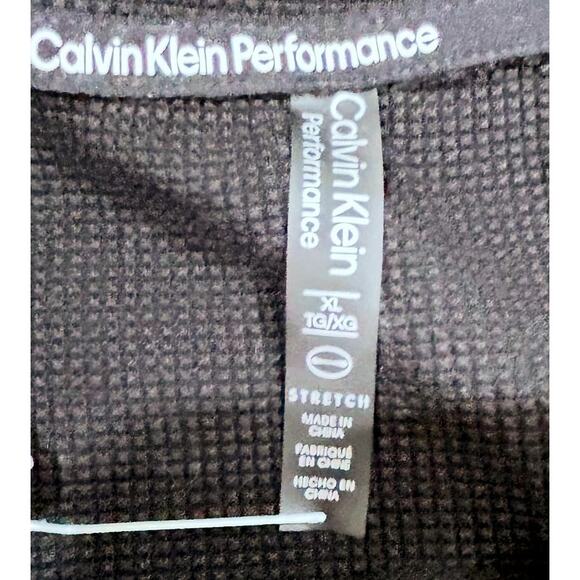 Calvin Klein Performance
Calvin Klein
Performance
XL
TG/XG
STRETCH
MADE IN
CHINA
FABRIQUÉ
EN CHINE
HECHO EN
CHINA